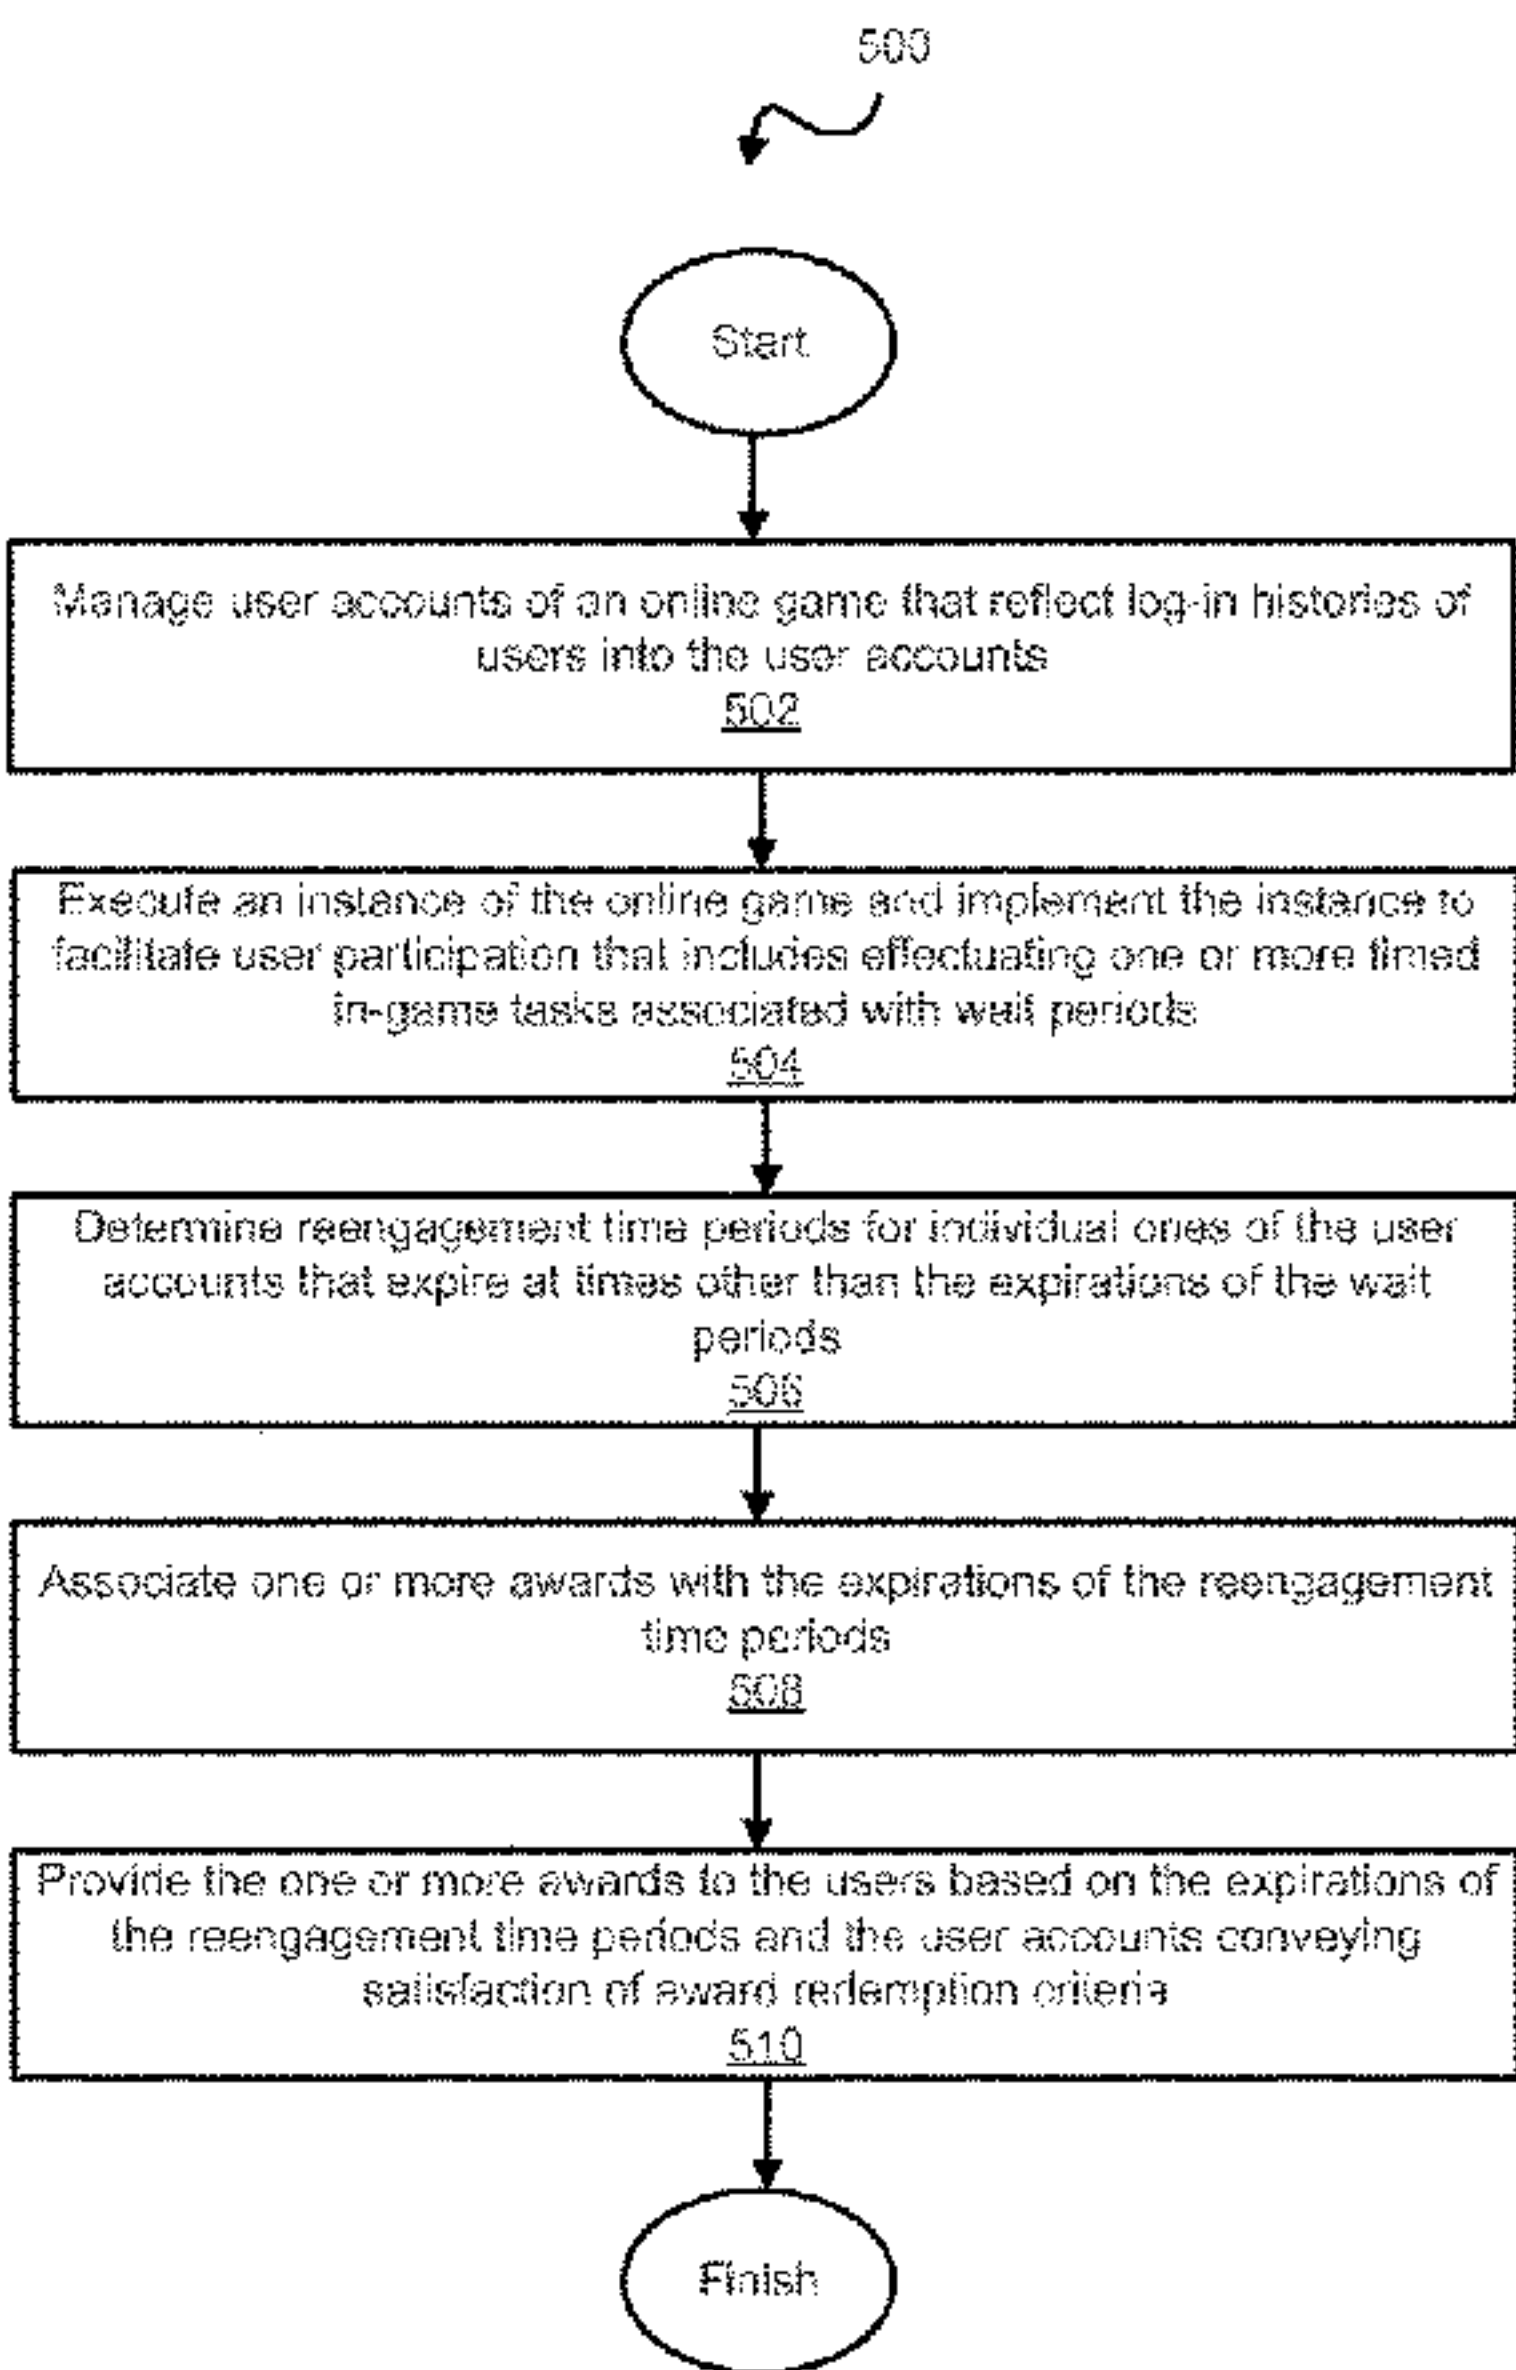 500
Start
Manage user accounts of an online game that reflect log-in histories of
users into the user accounts
502
Execute an instance of the online game and implement the instance to
facilitate user participation that includes effectuating one or more timed
in-game tasks associated with wait periods
504
Determine reengagement time periods for individual ones of the user
accounts that expire at times other than the expirations of the wait
periods
506
Associate one or more awards with the expirations of the reengagement
time periods
508
Provide the one or more awards to the users based on the expirations of
the reengagement time periods and the user accounts conveying
satisfaction of award redemption criteria
510
Finish